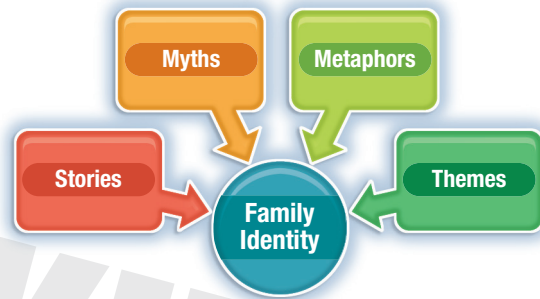 Myths
Metaphors
Stories
Themes
Family
Identity